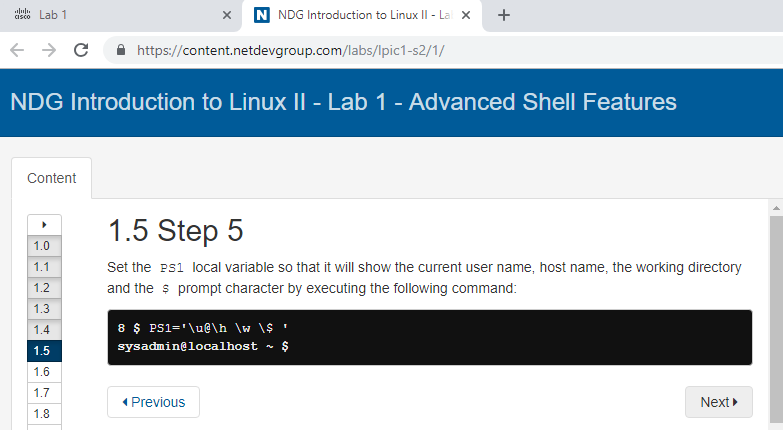 cisco Lab 1
NDG Introduction to Linux II - La
https://content.netdevgroup.com/labs/lpic1-s2/1/
NDG Introduction to Linux II - Lab 1 - Advanced Shell Features
Content
1.0
1.1
1.2
1.3
1.4
1.5
1.6
1.7
1.8
1.5 Step 5
Set the PS1 local variable so that it will show the current user name, host name, the working directory
and the $ prompt character by executing the following command:
8 $ PS1='\u@\h \w \$ '
sysadmin@localhost ~ $
Previous
Next